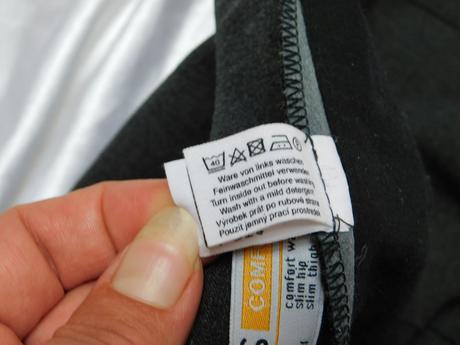 40
P
Ware von links waschen
Feinwaschmittel verwenden
Turn inside out before washing
Wash with a mild detergent
Výrobek prát po rubové straně
Použít jemný prací prostředek
COMF
comfort w
slim hip
slim thigh
S